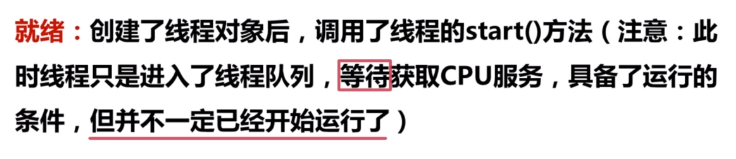 就绪：创建了线程对象后，调用了线程的start()方法（注意：此
时线程只是进入了线程队列，等待获取CPU服务，具备了运行的
条件，但并不一定已经开始运行了）